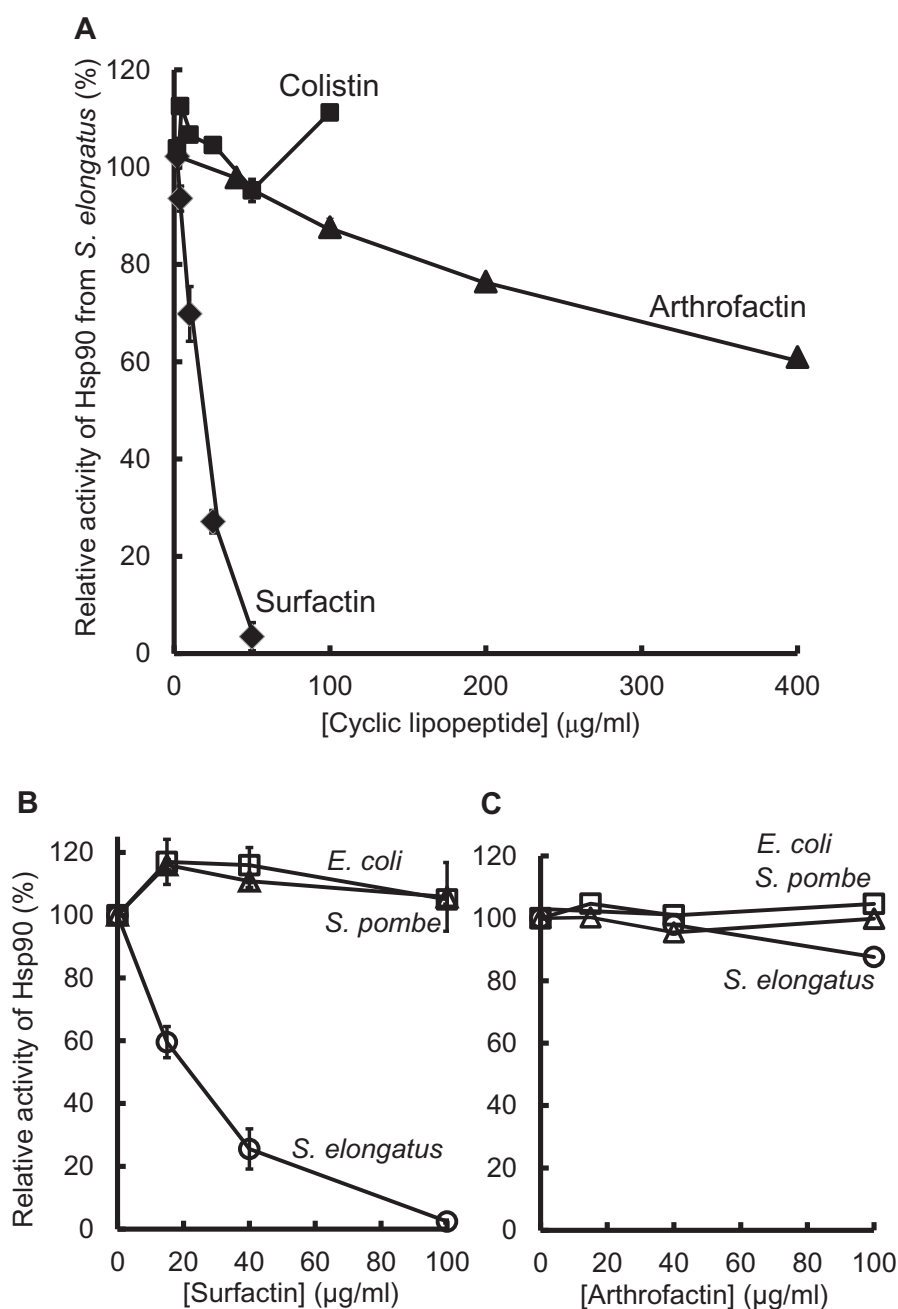 A
Relative activity of Hsp90 from S. elongatus (%)
120
100
80
60
40
20
0
Colistin
Arthrofactin
Surfactin
0 100 200 300 400
[Cyclic lipopeptide] (μg/ml)
B
Relative activity of Hsp90 (%)
120
100
80
60
40
20
0
E. coli
S. pombe
S. elongatus
0 20 40 60 80 100
[Surfactin] (μg/ml)
C
120
100
80
60
40
20
0
E. coli
S. pombe
S. elongatus
0 20 40 60 80 100
[Arthrofactin] (μg/ml)